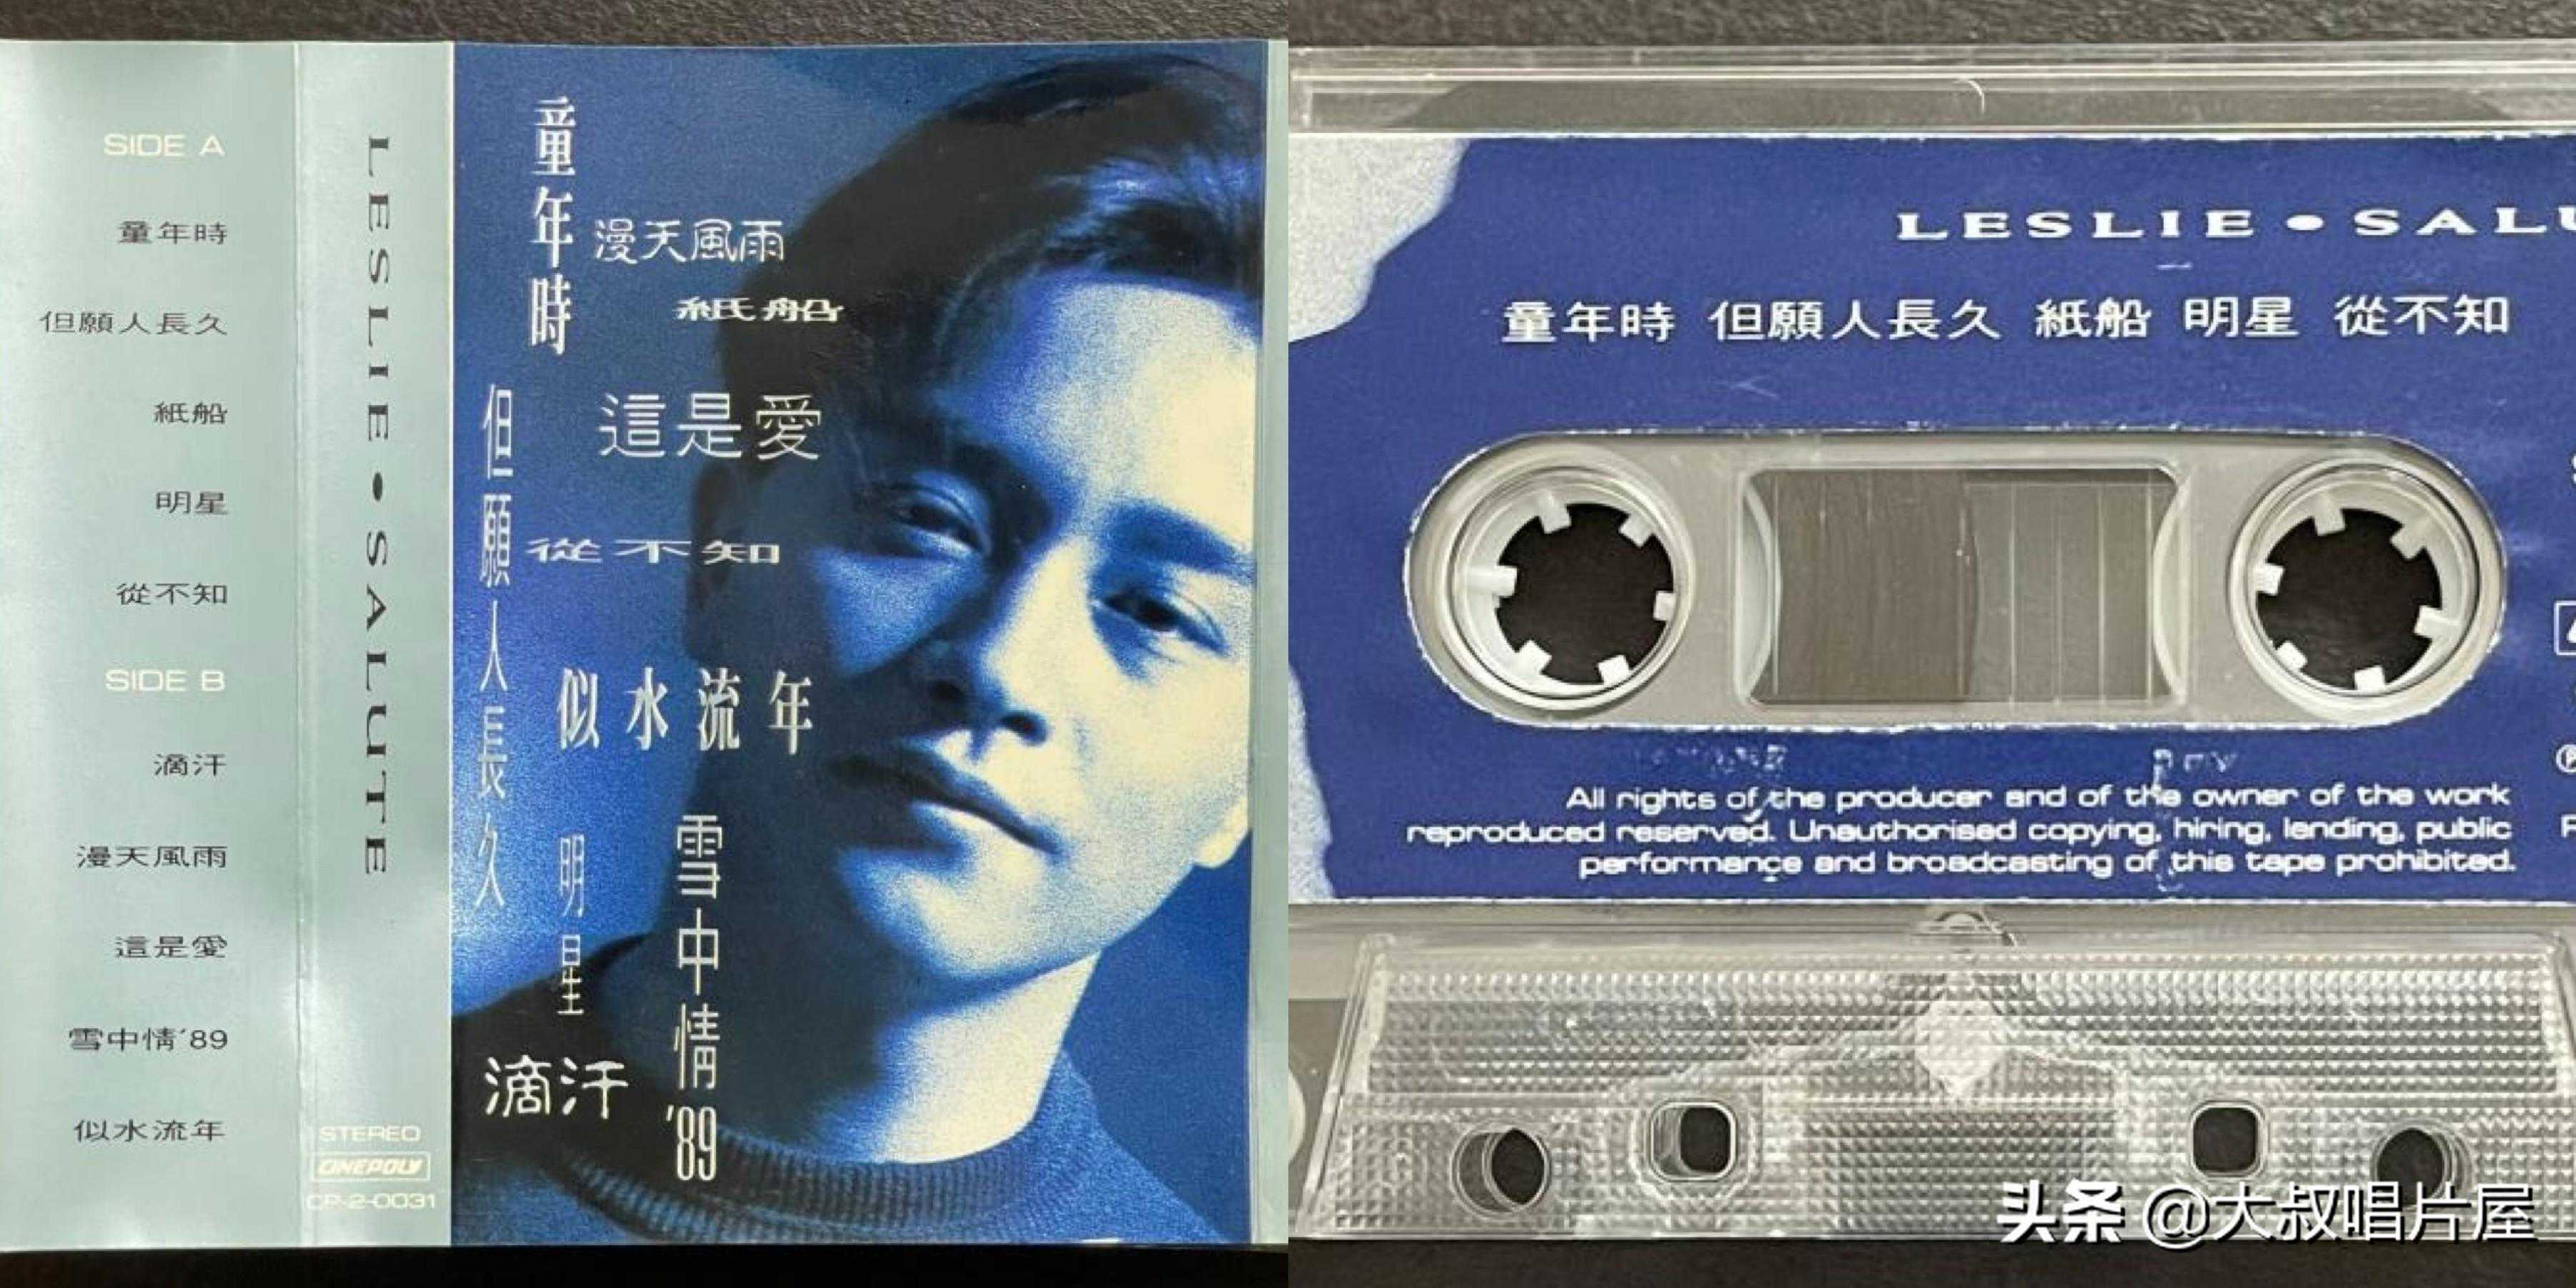 SIDE A
童年時
但願人長久
紙船
明星
從不知
SIDE B
滴汗
漫天風雨
這是愛
雪中情'89
似水流年
LESLIE•SALUTE
STEREO
CINEPOLY
CP-2-0031
童年時
漫天風雨
紙船
這是愛
但願人長久
從不知
似水流年
明星
雪中情'89
滴汗
LESLIE•SALU
童年時 但願人長久 紙船 明星 從不知
All rights of the producer and of the owner of the work
reproduced reserved. Unauthorised copying, hiring, lending, public
performance and broadcasting of this tape prohibited.
头条 @大叔唱片屋